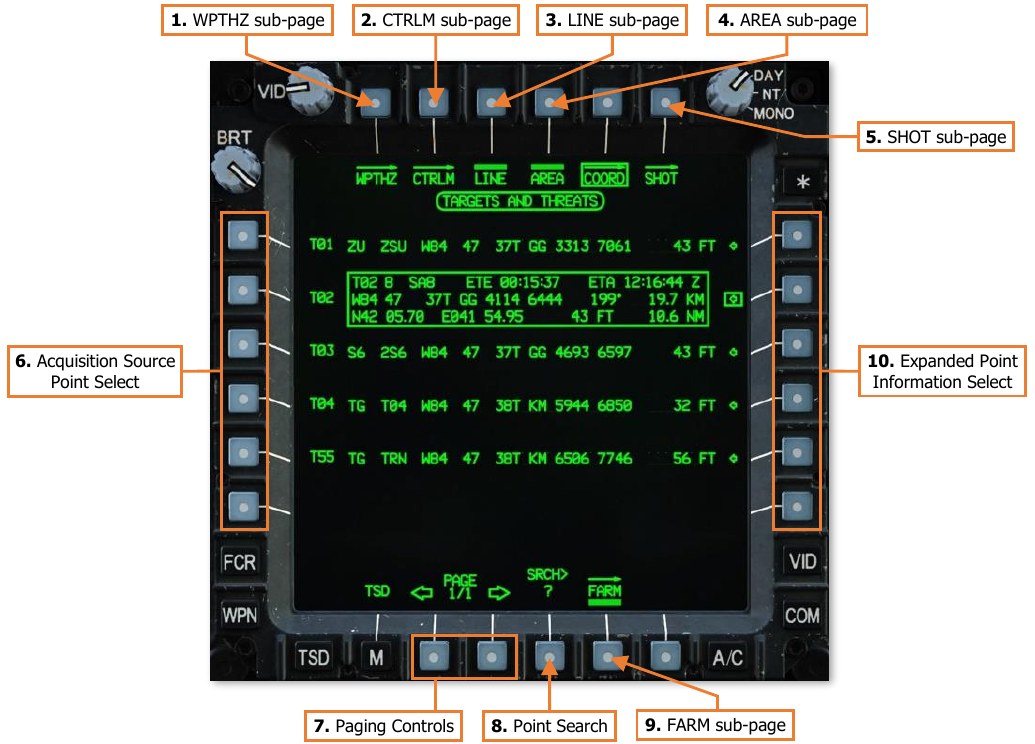 1. WPTHZ sub-page
2. CTRLM sub-page
3. LINE sub-page
4. AREA sub-page
VID
DAY
NT
MONO
5. SHOT sub-page
BRT
WPTHZ CTRLM LINE AREA COORD SHOT
TARGETS AND THREATS
*
T01 ZU ZSU W84 47 37T GG 3313 7061 43 FT
T02
T02 8 SA8 ETE 00:15:37 ETA 12:16:44 Z
W84 47 37T GG 4114 6444 199° 19.7 KM
N42 05.70 E041 54.95 43 FT 10.6 NM
T03 S6 2S6 W84 47 37T GG 4693 6597 43 FT
6. Acquisition Source
Point Select
10. Expanded Point
Information Select
T04 TG T04 W84 47 38T KM 5944 6850 32 FT
T55 TG TRN W84 47 38T KM 6506 7746 56 FT
FCR
VID
TSD
PAGE
1/1
SRCH>
?
FARM
WPN
COM
TSD
M
A/C
7. Paging Controls
8. Point Search
9. FARM sub-page